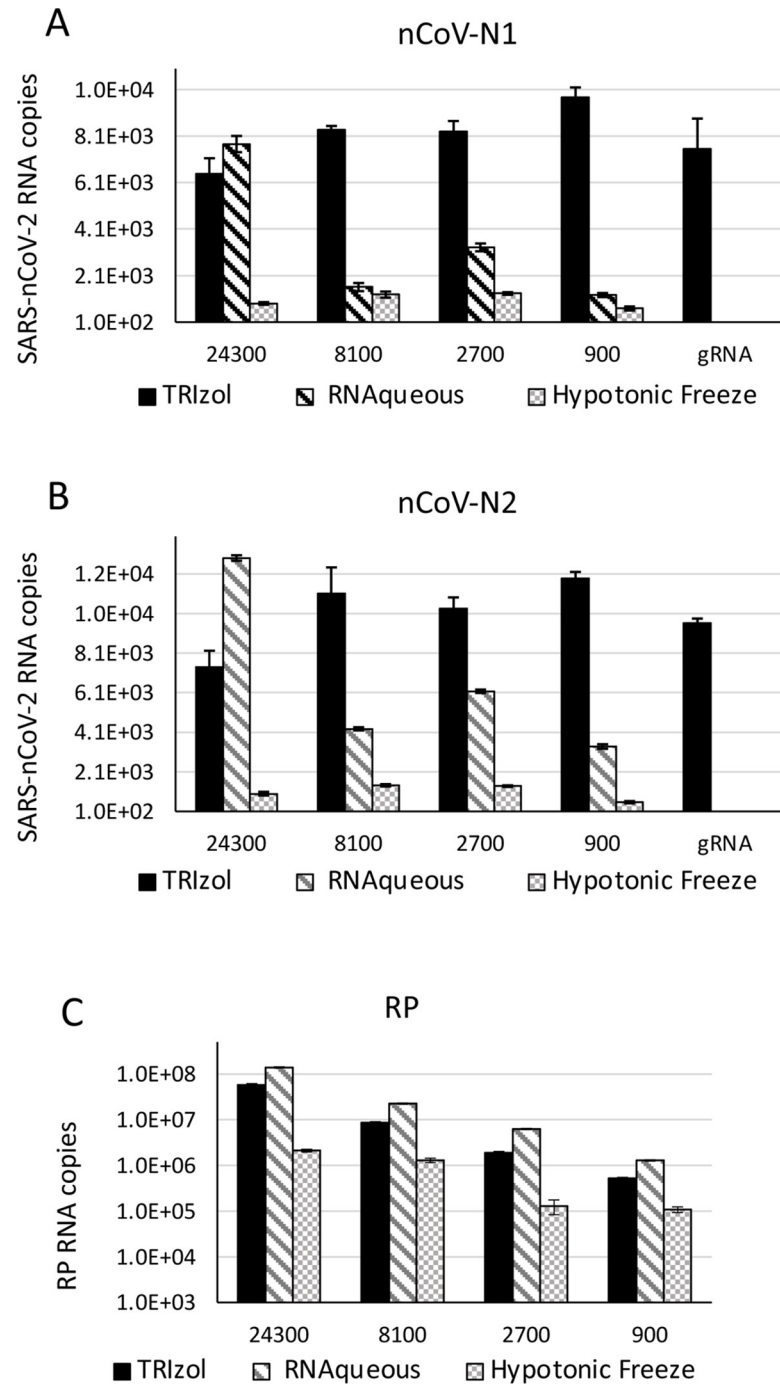 A
nCoV-N1
SARS-nCoV-2 RNA copies
1.0E+04
8.1E+03
6.1E+03
4.1E+03
2.1E+03
1.0E+02
24300 8100 2700 900 gRNA
TRIzol RNAqueous Hypotonic Freeze
B
nCoV-N2
SARS-nCoV-2 RNA copies
1.2E+04
1.0E+04
8.1E+03
6.1E+03
4.1E+03
2.1E+03
1.0E+02
24300 8100 2700 900 gRNA
TRIzol RNAqueous Hypotonic Freeze
C
RP
RP RNA copies
1.0E+08
1.0E+07
1.0E+06
1.0E+05
1.0E+04
1.0E+03
24300 8100 2700 900
TRIzol RNAqueous Hypotonic Freeze